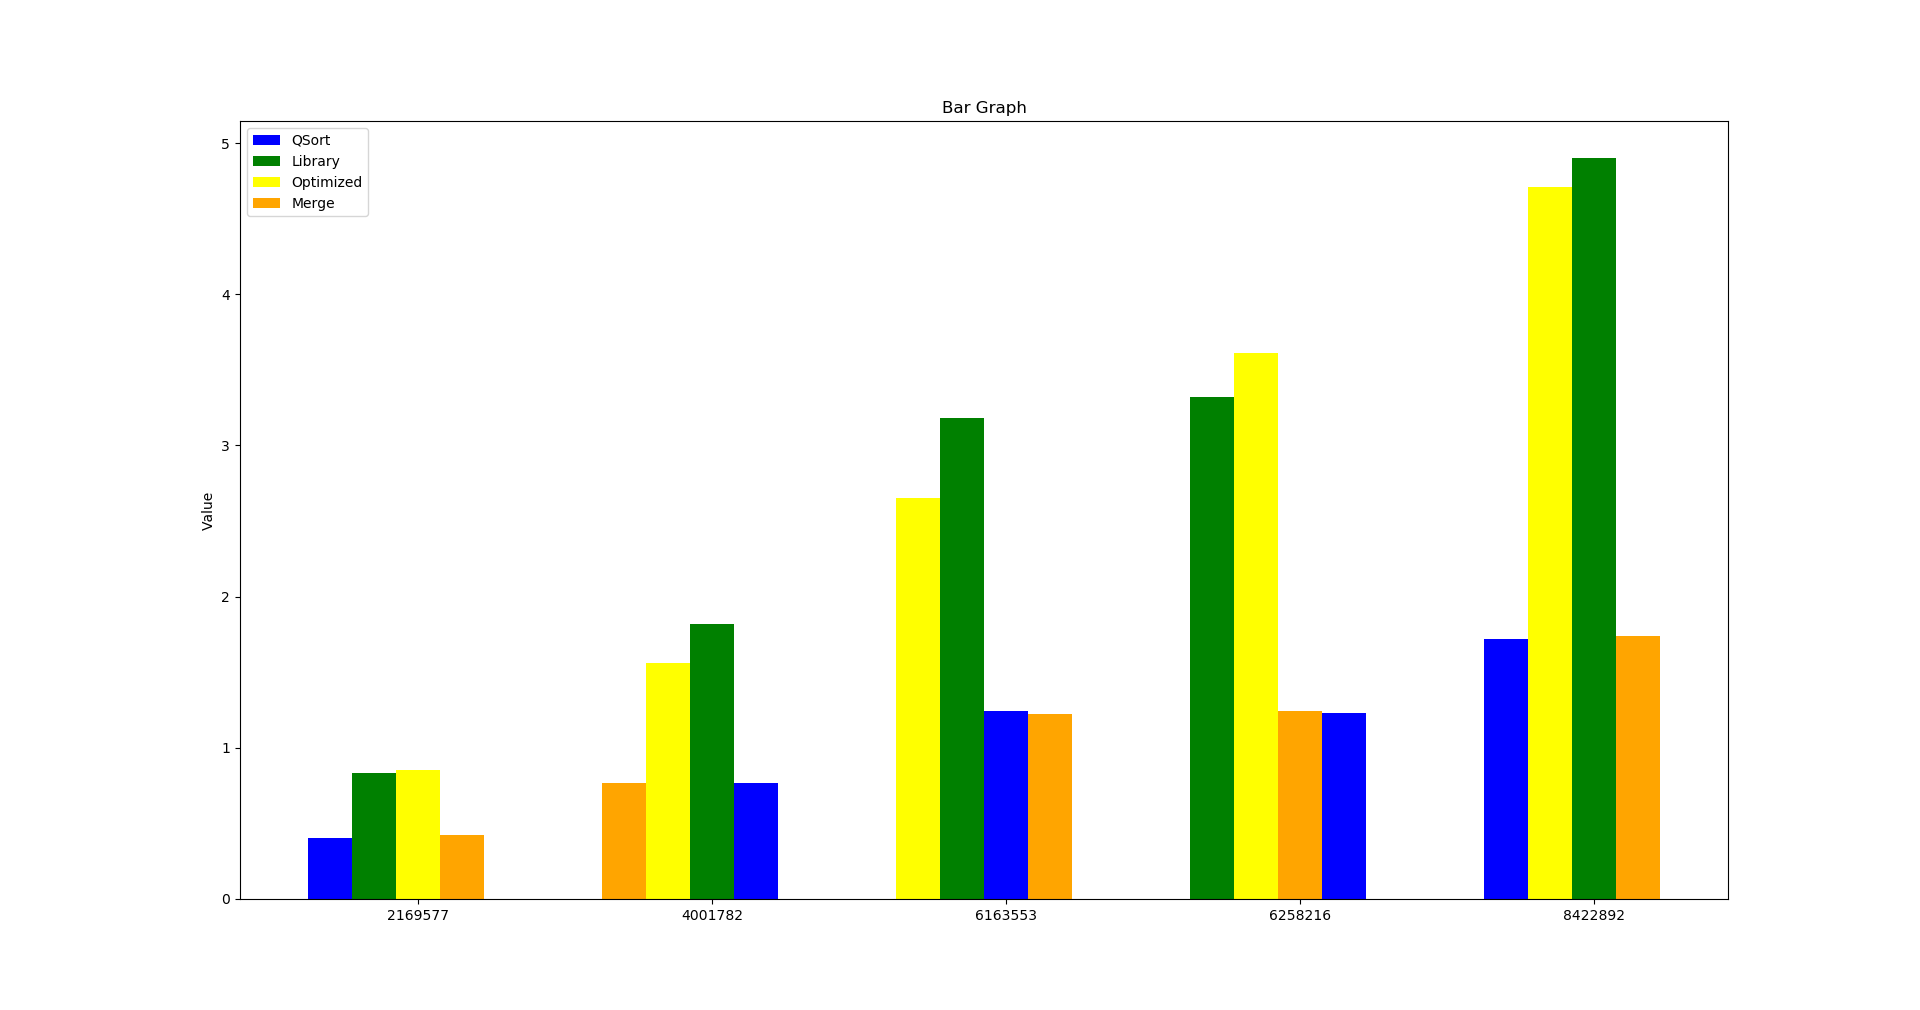 Bar Graph
QSort
Library
Optimized
Merge
5
4
3
2
1
0
Value
2169577 4001782 6163553 6258216 8422892